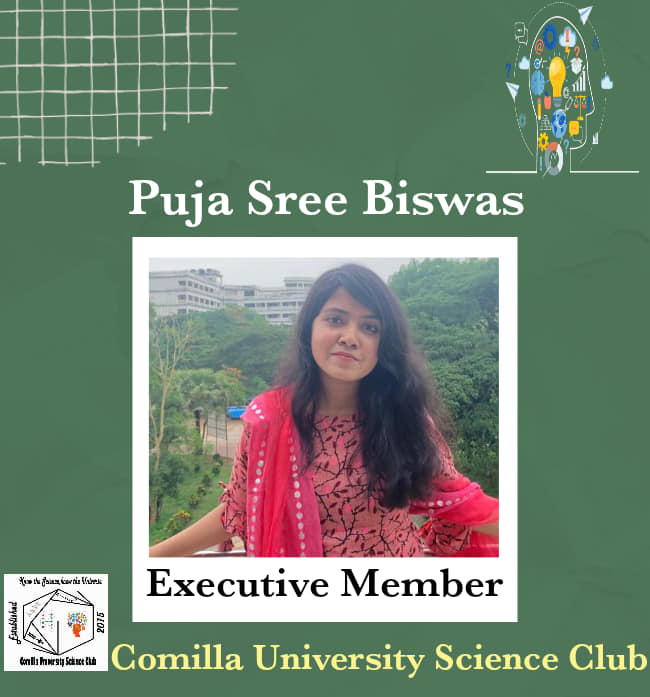 Puja Sree Biswas
Executive Member
Know the Science, know the Universe
Established
2015
Comilla University Science Club
Comilla University Science Club